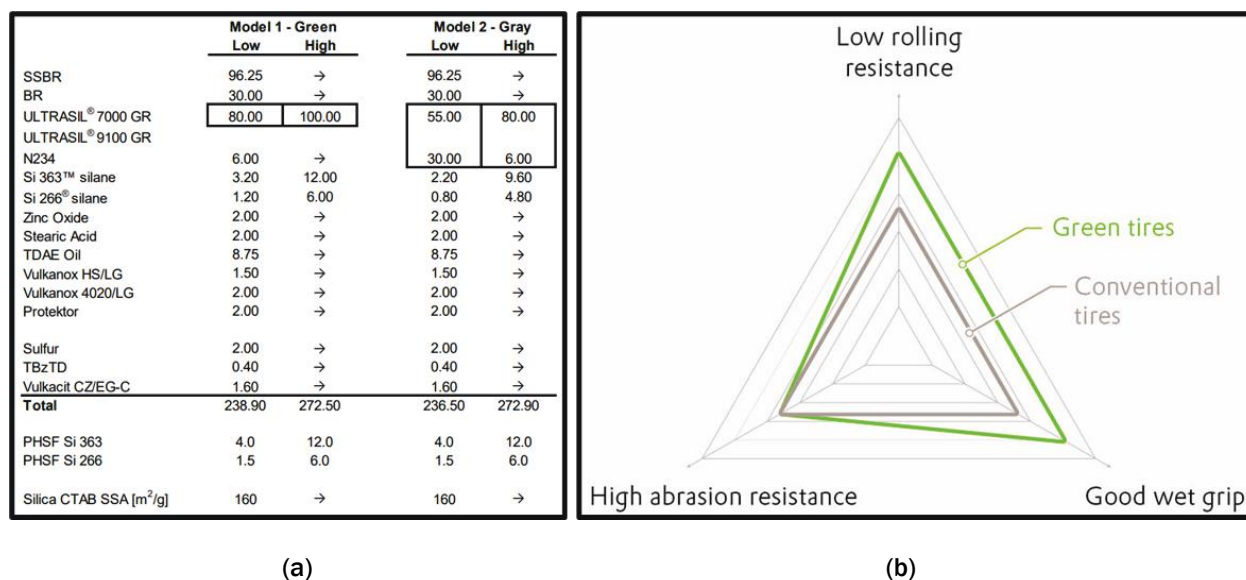 Model 1 - Green Model 2 - Gray
Low High Low High
SSBR 96.25 → 96.25 →
BR 30.00 → 30.00 →
ULTRASIL® 7000 GR 80.00 100.00 55.00 80.00
ULTRASIL® 9100 GR
N234 6.00 → 30.00 6.00
Si 363™ silane 3.20 12.00 2.20 9.60
Si 266® silane 1.20 6.00 0.80 4.80
Zinc Oxide 2.00 → 2.00 →
Stearic Acid 2.00 → 2.00 →
TDAE Oil 8.75 → 8.75 →
Vulkanox HS/LG 1.50 → 1.50 →
Vulkanox 4020/LG 2.00 → 2.00 →
Protektor 2.00 → 2.00 →
Sulfur 2.00 → 2.00 →
TBzTD 0.40 → 0.40 →
Vulkacit CZ/EG-C 1.60 → 1.60 →
Total 238.90 272.50 236.50 272.90
PHSF Si 363 4.0 12.0 4.0 12.0
PHSF Si 266 1.5 6.0 1.5 6.0
Silica CTAB SSA [m²/g] 160 → 160 →
(a)
Low rolling
resistance
Green tires
Conventional
tires
High abrasion resistance
Good wet grip
(b)